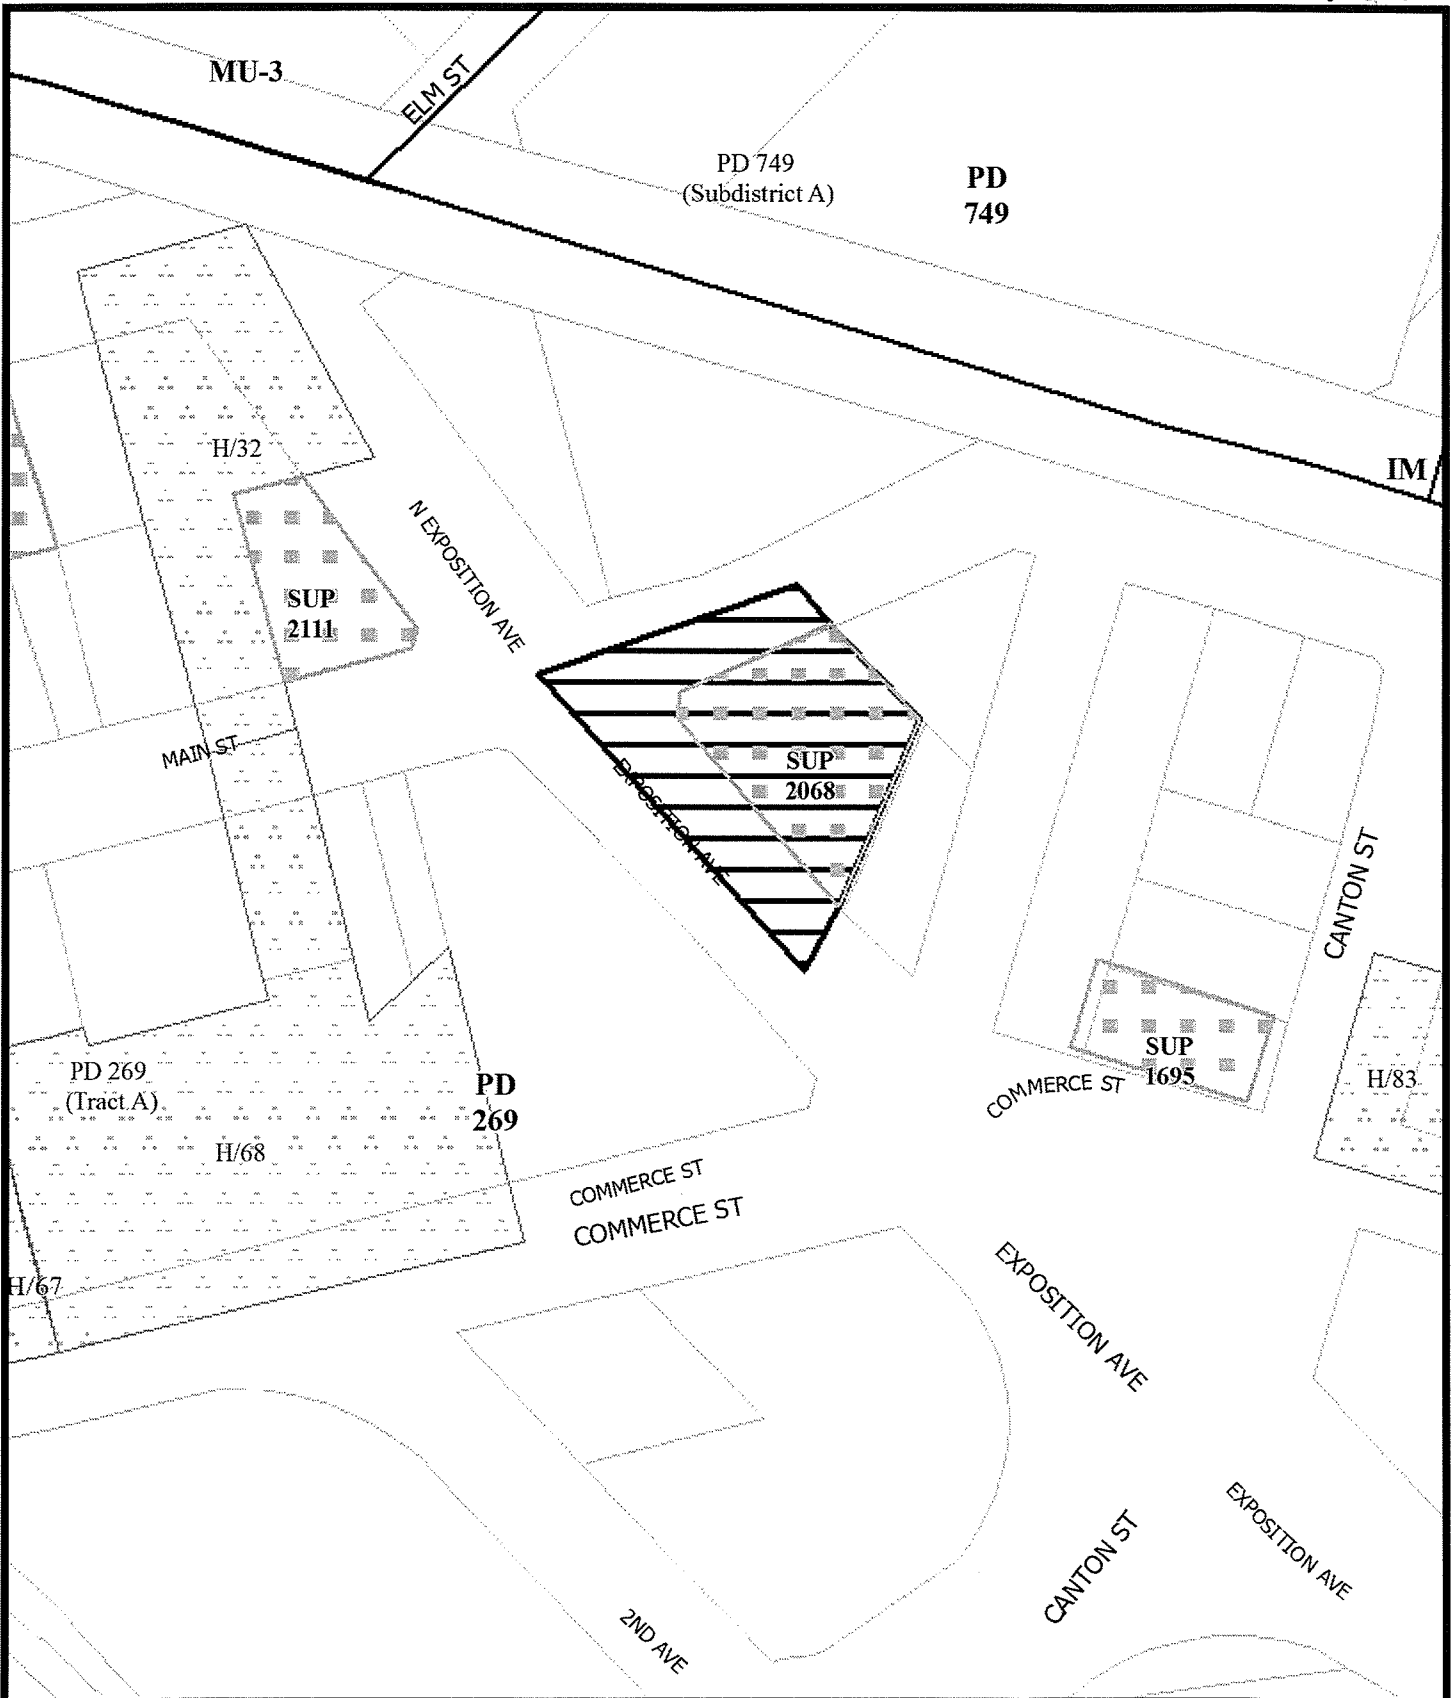 MU-3
ELM ST
PD 749
(Subdistrict A)
PD
749
IM
H/32
N EXPOSITION AVE
SUP
2111
MAIN ST
EXPOSITION AVE
SUP
2068
CANTON ST
SUP
1695
COMMERCE ST
H/83
PD 269
(Tract A)
PD
269
H/68
COMMERCE ST
COMMERCE ST
H/67
EXPOSITION AVE
EXPOSITION AVE
CANTON ST
2ND AVE